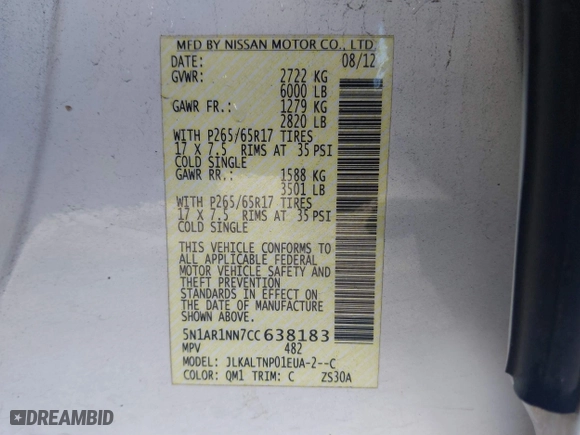 MFD BY NISSAN MOTOR CO., LTD.
DATE: 08/12
GVWR: 2722 KG
6000 LB
GAWR FR.: 1279 KG
2820 LB
WITH P265/65R17 TIRES
17 X 7.5 RIMS AT 35 PSI
COLD SINGLE
GAWR RR.: 1588 KG
3501 LB
WITH P265/65R17 TIRES
17 X 7.5 RIMS AT 35 PSI
COLD SINGLE
THIS VEHICLE CONFORMS TO
ALL APPLICABLE FEDERAL
MOTOR VEHICLE SAFETY AND
THEFT PREVENTION
STANDARDS IN EFFECT ON THE
DATE OF MANUFACTURE
SHOWN ABOVE.
5N1AR1NN7CC638183
MPV 482
MODEL: JLKALTNP01EUA-2--C
COLOR: QM1 TRIM: C ZS30A
DREAMBID